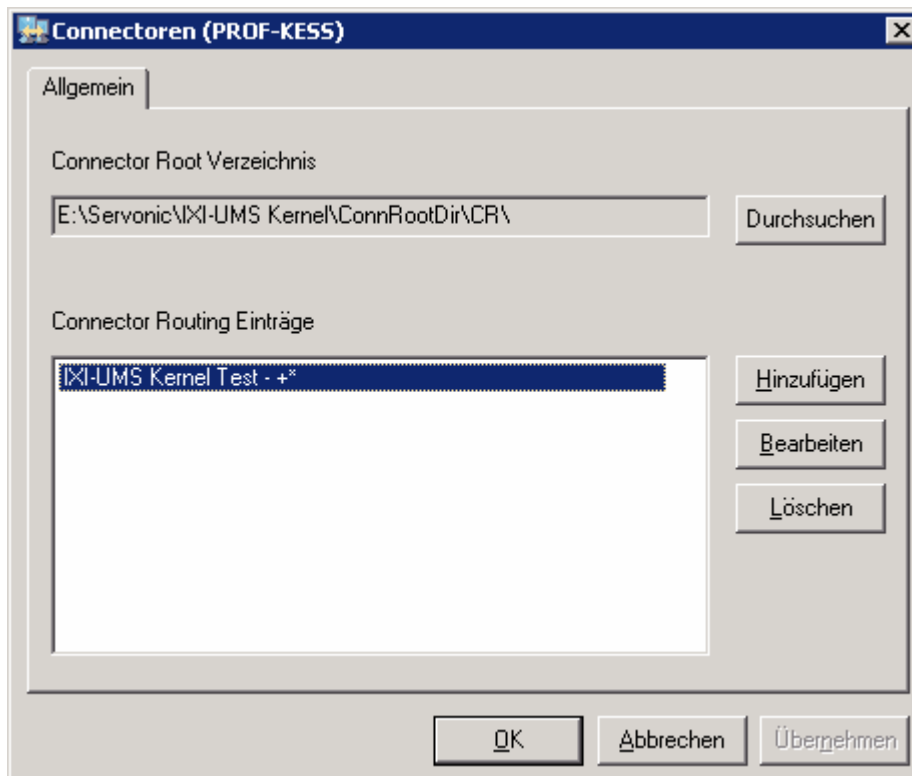 Connectoren (PROF-KESS)
Allgemein
Connector Root Verzeichnis
E:\Servonic\IXI-UMS Kernel\ConnRootDir\CR\
Durchsuchen
Connector Routing Einträge
IXI-UMS Kernel Test - +*
Hinzufügen
Bearbeiten
Löschen
OK
Abbrechen
Übernehmen